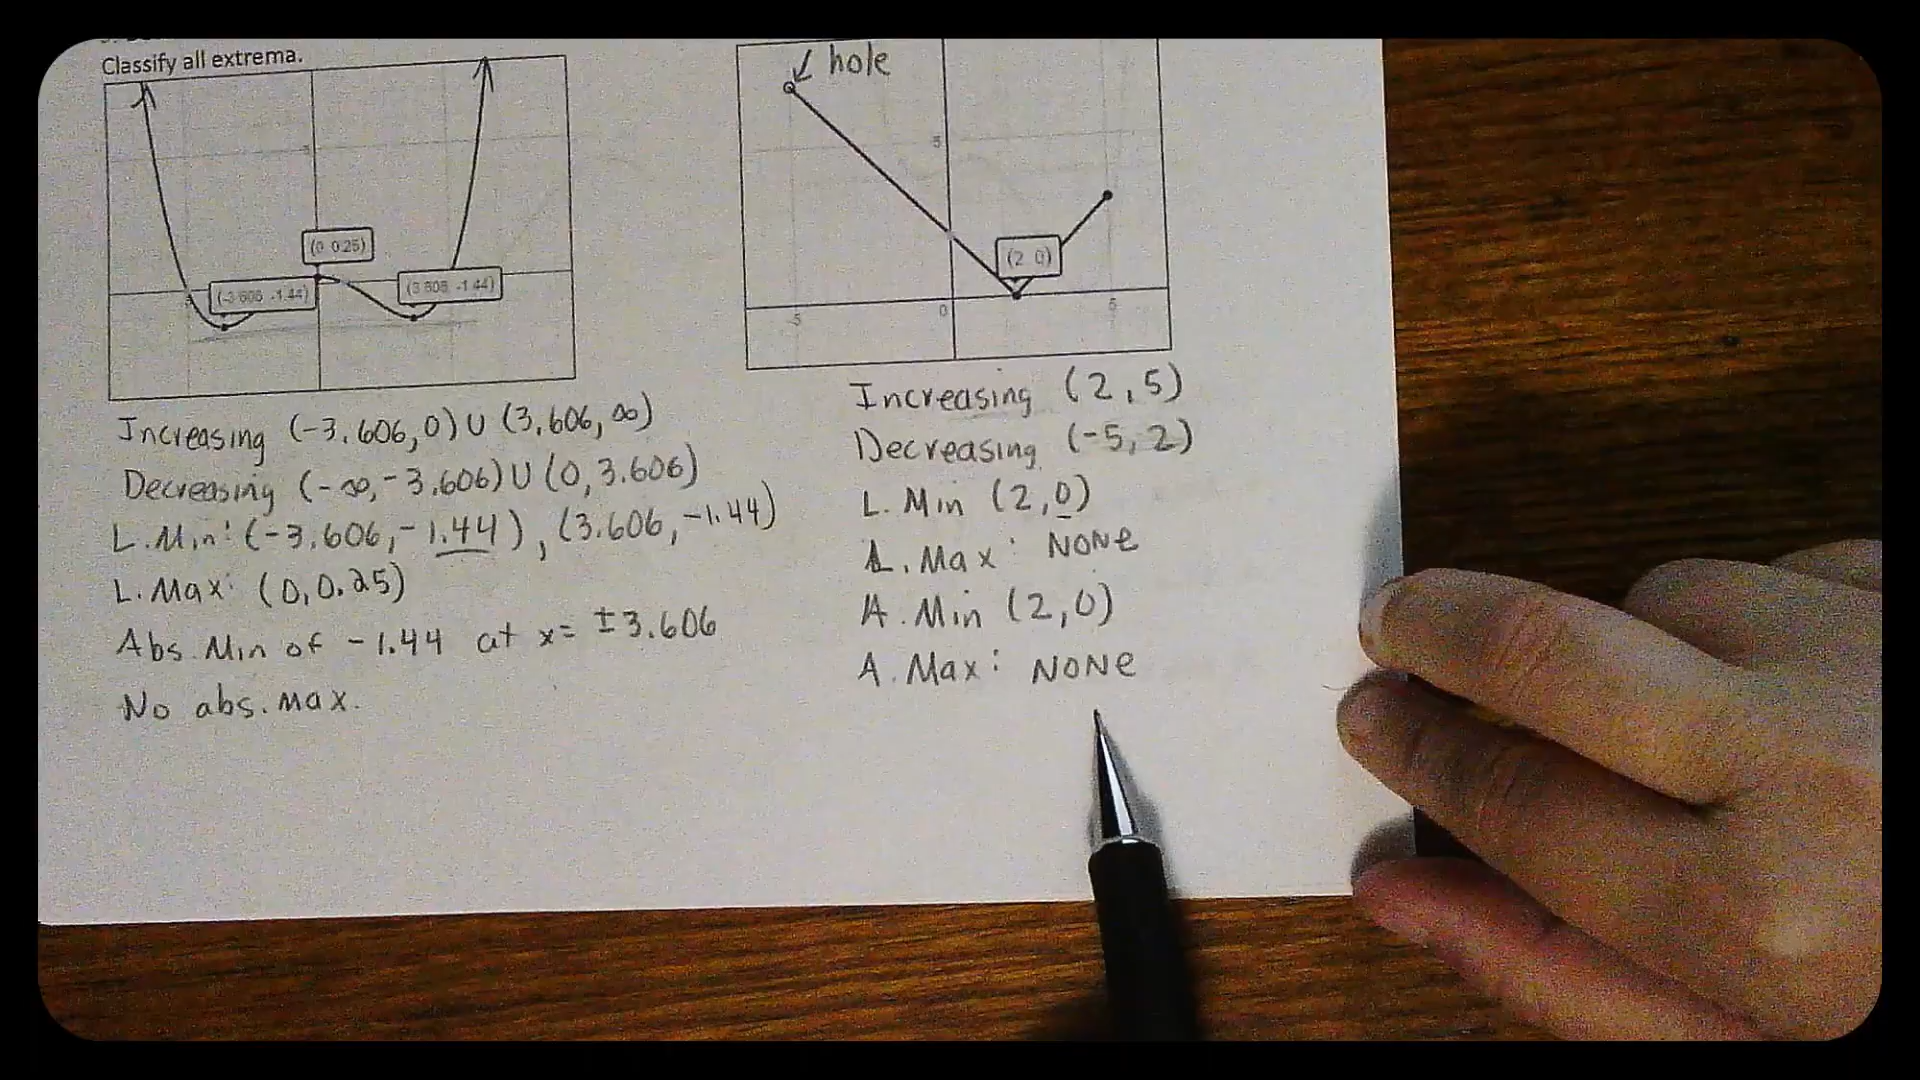 Classify all extrema.
(0 0.25)
(-3.606 -1.44)
(3.606 -1.44)
5
Increasing (-3.606,0) U (3.606,∞)
Decreasing (-∞,-3.606) U (0,3.606)
L.Min: (-3.606,-1.44), (3.606,-1.44)
L.Max: (0,0.25)
Abs. Min of -1.44 at x= ±3.606
No abs. max.
hole
5
(2 0)
-5
0
5
Increasing (2,5)
Decreasing (-5,2)
L. Min (2,0)
L. Max: NONe
A. Min (2,0)
A. Max: NONe